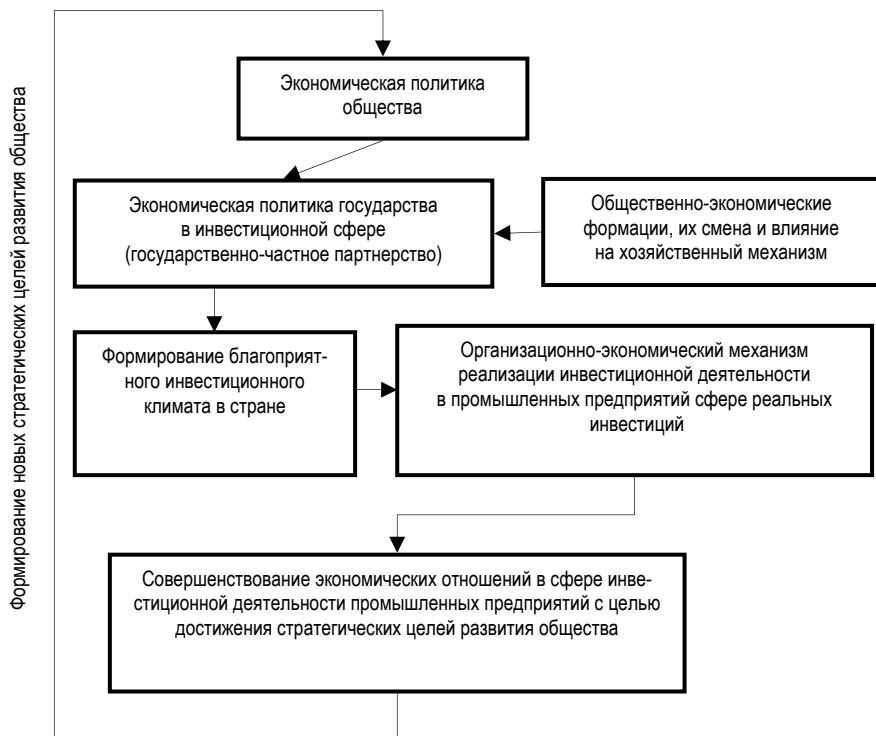 Формирование новых стратегических целей развития общества
Экономическая политика
общества
Экономическая политика государства
в инвестиционной сфере
(государственно-частное партнерство)
Общественно-экономические
формации, их смена и влияние
на хозяйственный механизм
Формирование благоприят-
ного инвестиционного
климата в стране
Организационно-экономический механизм
реализации инвестиционной деятельности
в промышленных предприятий сфере реальных
инвестиций
Совершенствование экономических отношений в сфере инве-
стиционной деятельности промышленных предприятий с целью
достижения стратегических целей развития общества